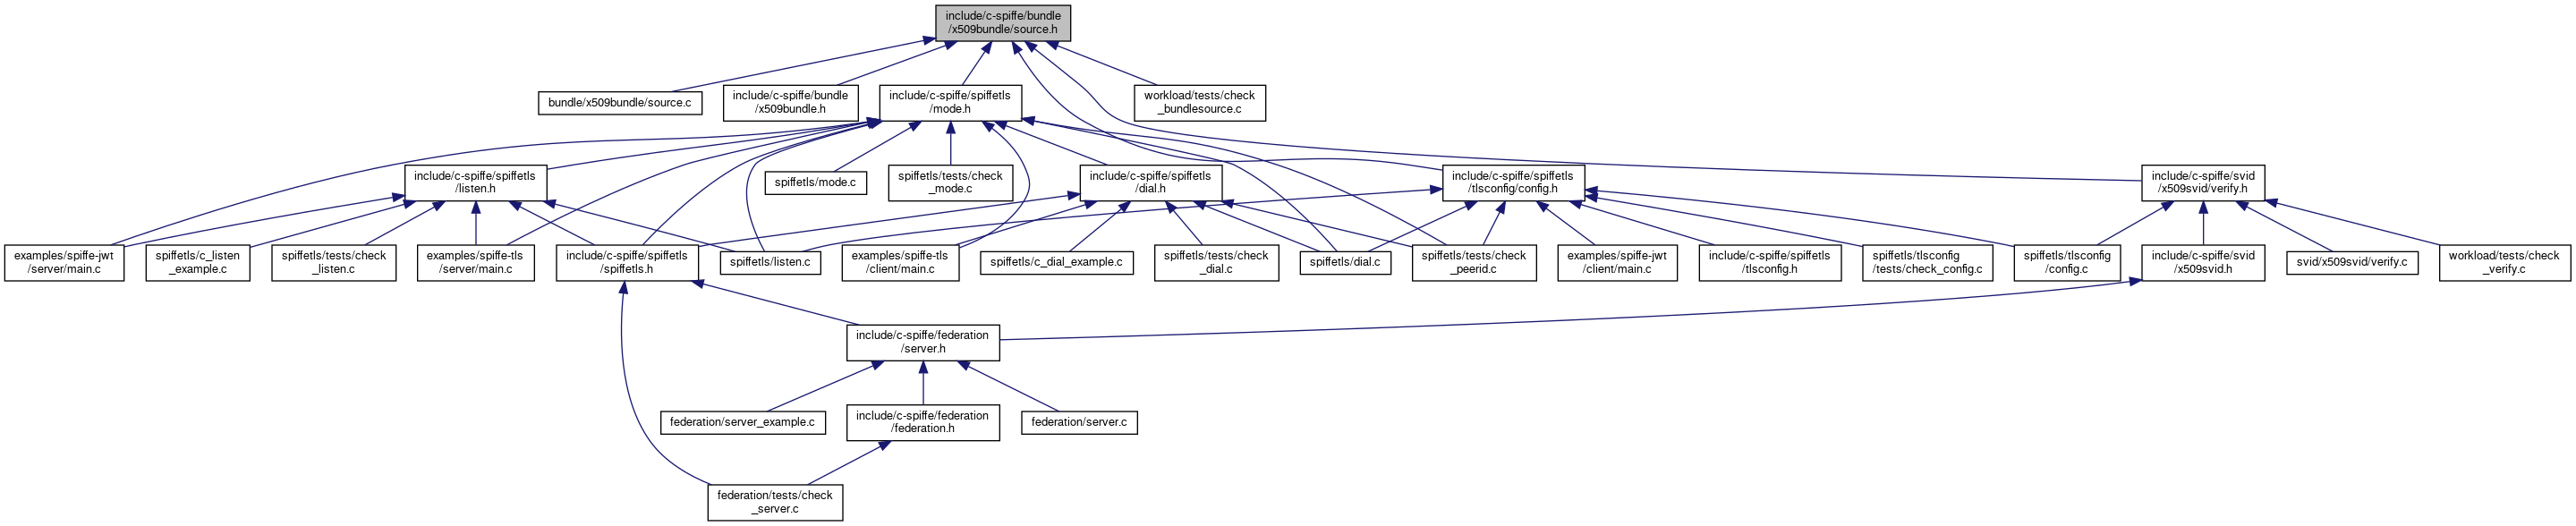 include/c-spiffe/bundle
/x509bundle/source.h
bundle/x509bundle/source.c
include/c-spiffe/bundle
/x509bundle.h
include/c-spiffe/spiffetls
/mode.h
workload/tests/check
_bundlesource.c
include/c-spiffe/spiffetls
/listen.h
spiffetls/mode.c
spiffetls/tests/check
_mode.c
include/c-spiffe/spiffetls
/dial.h
include/c-spiffe/spiffetls
/tlsconfig/config.h
include/c-spiffe/svid
/x509svid/verify.h
examples/spiffe-jwt
/server/main.c
spiffetls/c_listen
_example.c
spiffetls/tests/check
_listen.c
examples/spiffe-tls
/server/main.c
include/c-spiffe/spiffetls
/spiffetls.h
spiffetls/listen.c
examples/spiffe-tls
/client/main.c
spiffetls/c_dial_example.c
spiffetls/tests/check
_dial.c
spiffetls/dial.c
spiffetls/tests/check
_peerid.c
examples/spiffe-jwt
/client/main.c
include/c-spiffe/spiffetls
/tlsconfig.h
spiffetls/tlsconfig
/tests/check_config.c
spiffetls/tlsconfig
/config.c
include/c-spiffe/svid
/x509svid.h
svid/x509svid/verify.c
workload/tests/check
_verify.c
include/c-spiffe/federation
/server.h
federation/server_example.c
include/c-spiffe/federation
/federation.h
federation/server.c
federation/tests/check
_server.c